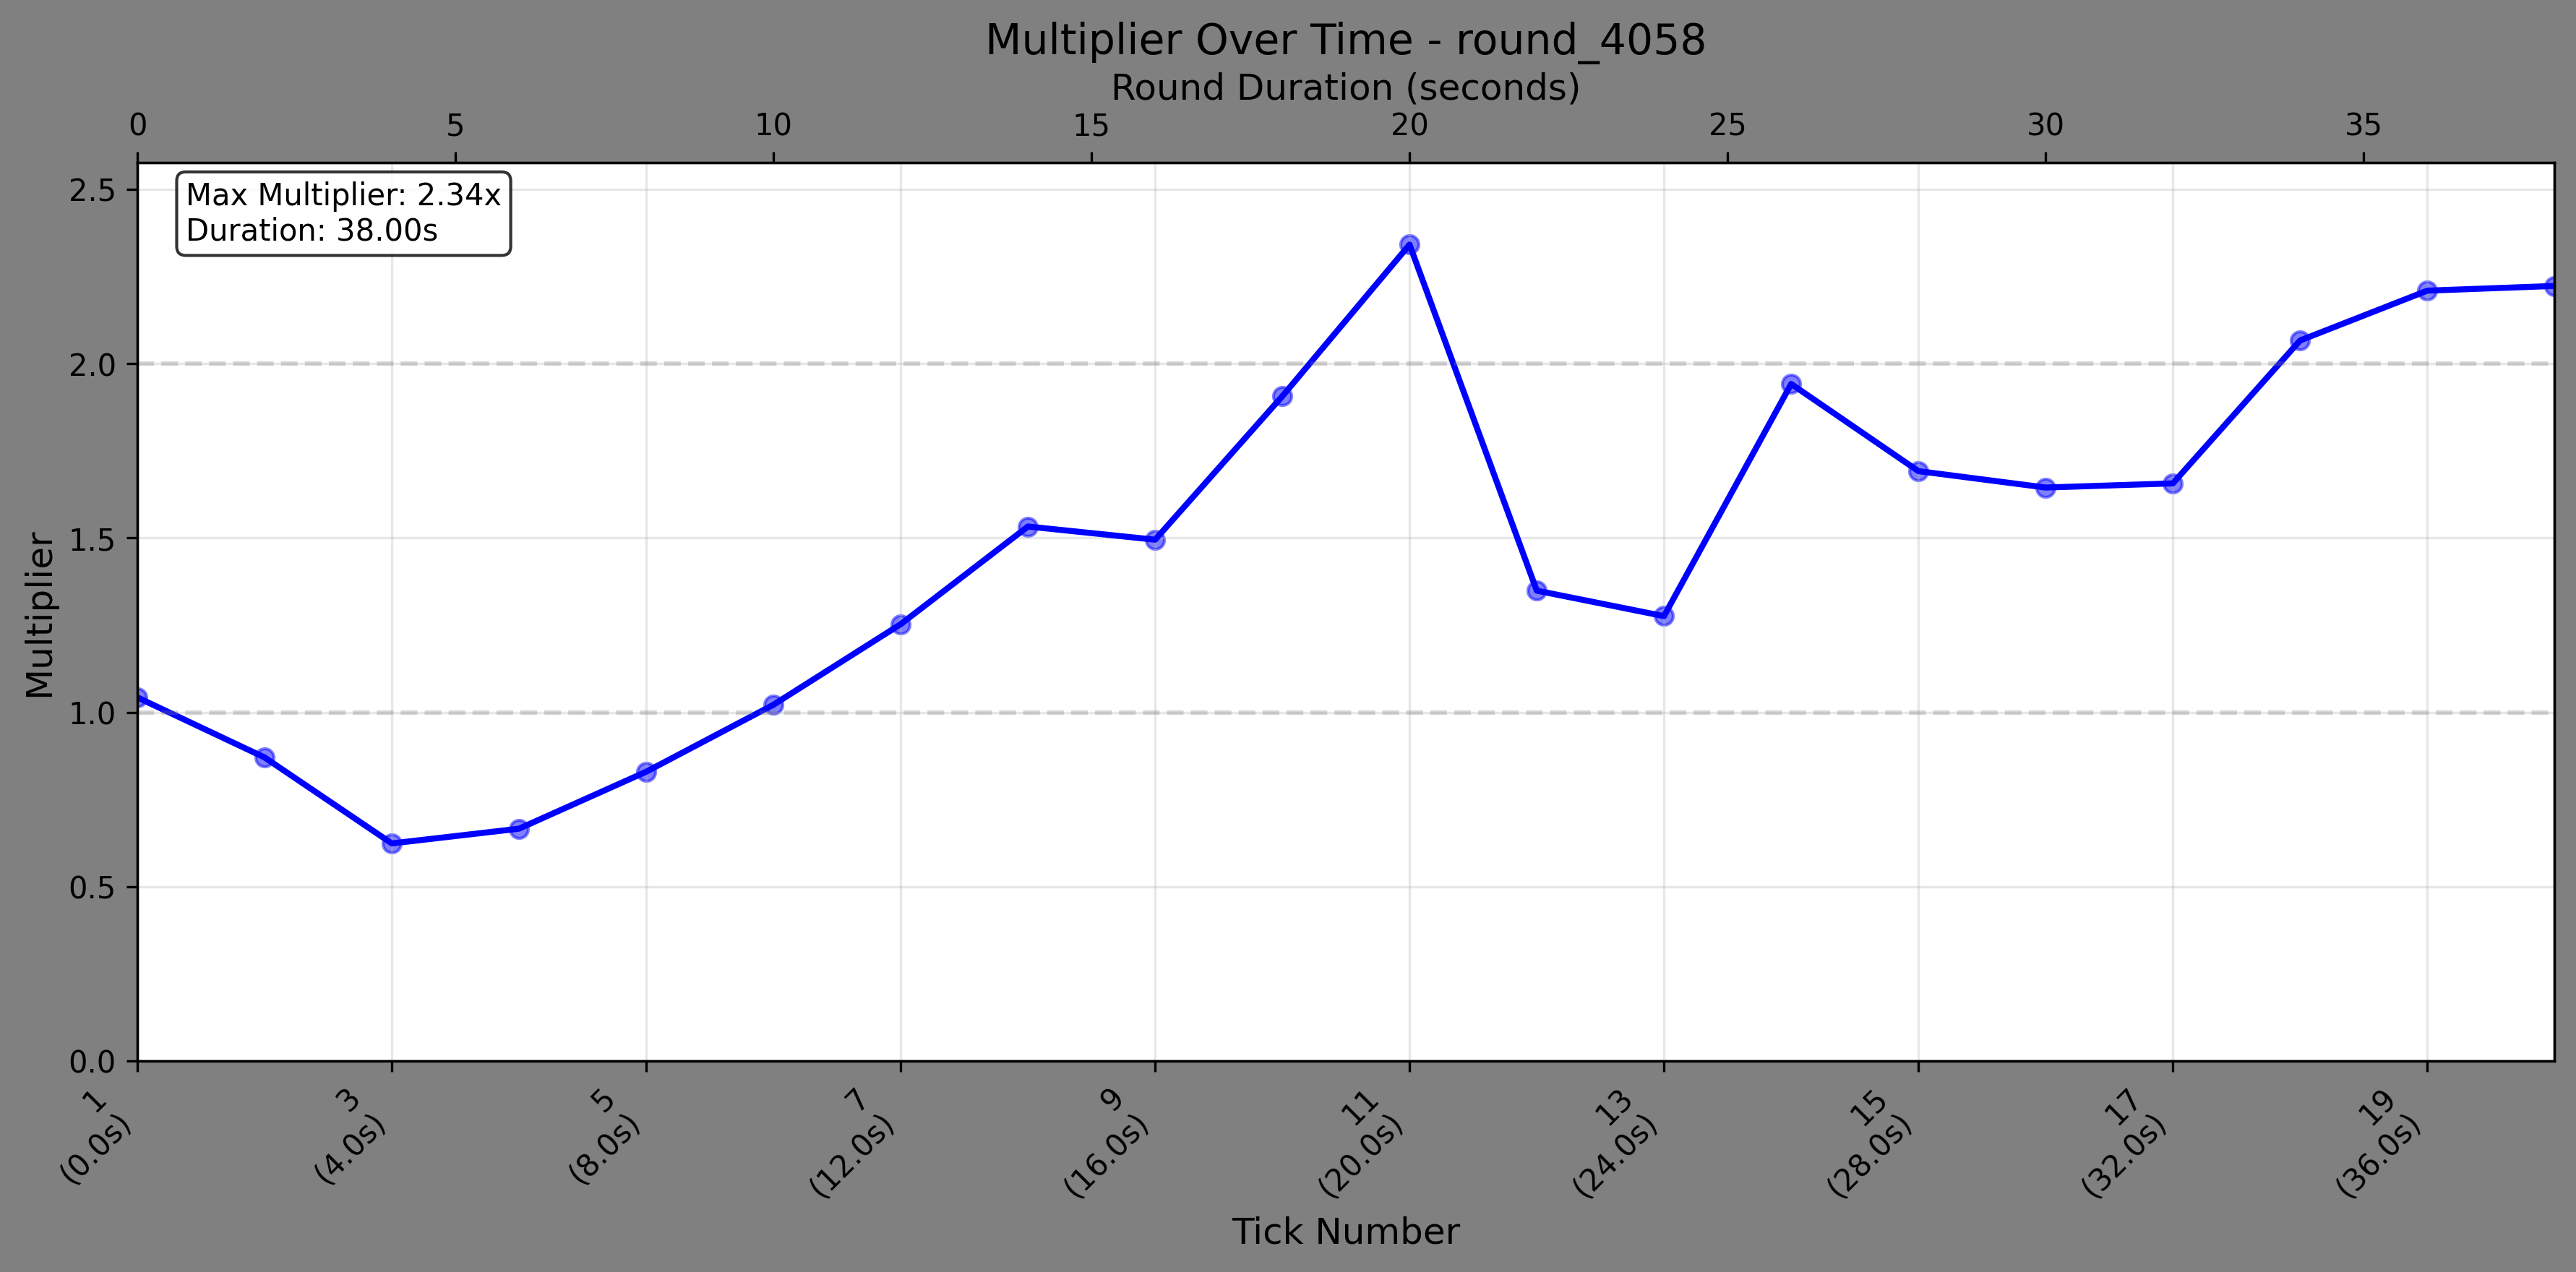 Multiplier Over Time - round_4058
Round Duration (seconds)
0 5 10 15 20 25 30 35
Max Multiplier: 2.34x
Duration: 38.00s
2.5
2.0
1.5
1.0
0.5
0.0
Multiplier
1 3 5 7 9 11 13 15 17 19
(0.0s) (4.0s) (8.0s) (12.0s) (16.0s) (20.0s) (24.0s) (28.0s) (32.0s) (36.0s)
Tick Number